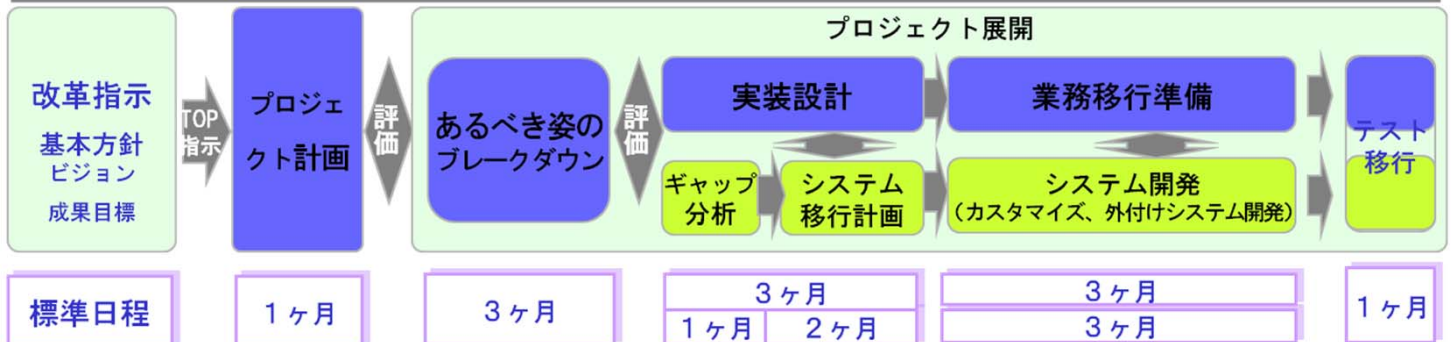 プロジェクト展開
改革指示
基本方針
ビジョン
成果目標
TOP
指示
プロジェ
クト計画
評
価
あるべき姿の
ブレークダウン
評
価
実装設計
業務移行準備
ギャップ
分析
システム
移行計画
システム開発
(カスタマイズ、外付けシステム開発)
テスト
移行
標準日程
1ヶ月
3ヶ月
3ヶ月
1ヶ月
2ヶ月
3ヶ月
3ヶ月
1ヶ月